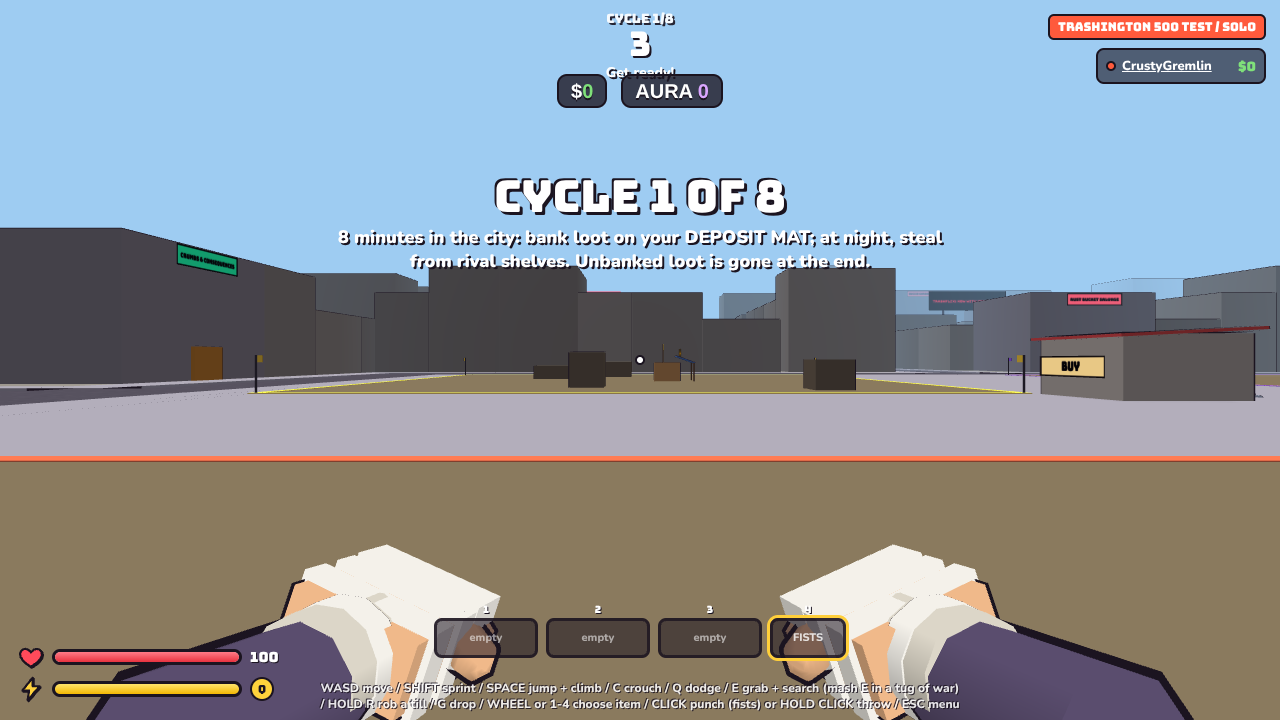 CYCLE 1/8
3
Get ready!
$0
AURA 0
TRASHINGTON 500 TEST / SOLO
CrustyGremlin $0
CYCLE 1 OF 8
8 minutes in the city: bank loot on your DEPOSIT MAT; at night, steal
from rival shelves. Unbanked loot is gone at the end.
BUY
1 2 3 4
empty empty empty FISTS
100
0
WASD move / SHIFT sprint / SPACE jump + climb / C crouch / Q dodge / E grab + search (mash E in a tug of war)
/ HOLD R rob a till / G drop / WHEEL or 1-4 choose item / CLICK punch (fists) or HOLD CLICK throw / ESC menu